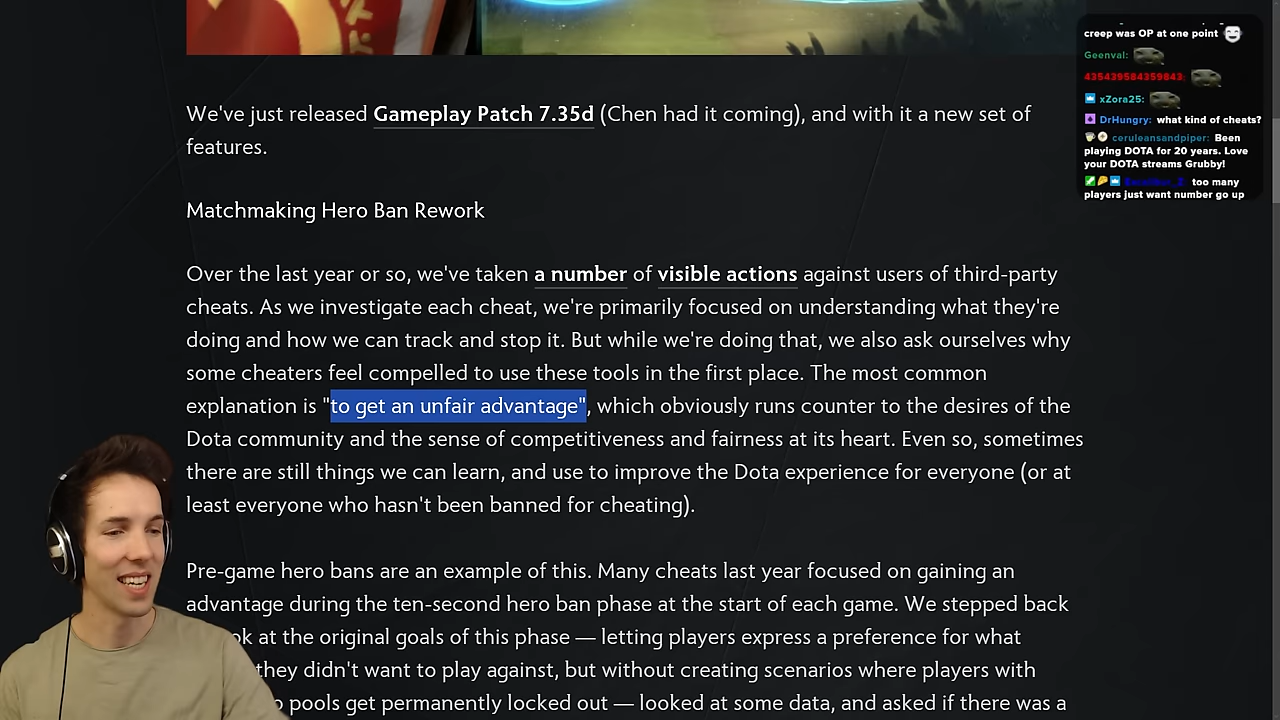 We've just released Gameplay Patch 7.35d (Chen had it coming), and with it a new set of
features.
Matchmaking Hero Ban Rework
Over the last year or so, we've taken a number of visible actions against users of third-party
cheats. As we investigate each cheat, we're primarily focused on understanding what they're
doing and how we can track and stop it. But while we're doing that, we also ask ourselves why
some cheaters feel compelled to use these tools in the first place. The most common
explanation is "to get an unfair advantage", which obviously runs counter to the desires of the
Dota community and the sense of competitiveness and fairness at its heart. Even so, sometimes
there are still things we can learn, and use to improve the Dota experience for everyone (or at
least everyone who hasn't been banned for cheating).
Pre-game hero bans are an example of this. Many cheats last year focused on gaining an
advantage during the ten-second hero ban phase at the start of each game. We stepped back
at the original goals of this phase — letting players express a preference for what
they didn't want to play against, but without creating scenarios where players with
pools get permanently locked out — looked at some data, and asked if there was a
creep was OP at one point
Geenval:
435439584359843:
xZora25:
DrHungry: what kind of cheats?
ceruleansandpiper: Been
playing DOTA for 20 years. Love
your DOTA streams Grubby!
too many
players just want number go up